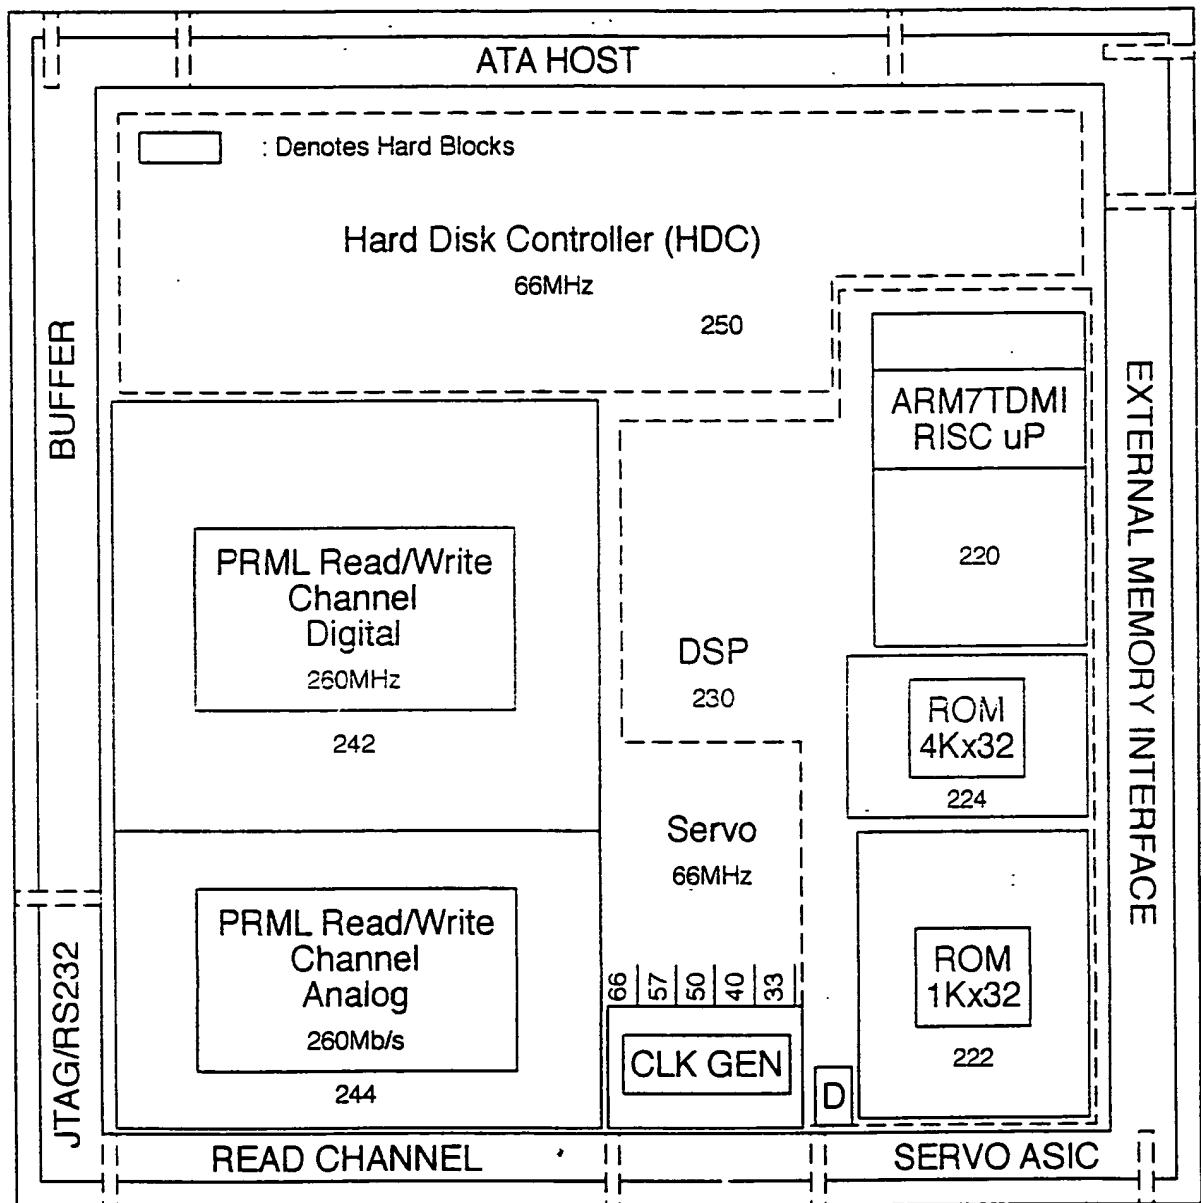 ATA HOST
: Denotes Hard Blocks
Hard Disk Controller (HDC)
66MHz
250
BUFFER
ARM7TDMI
RISC uP
220
EXTERNAL MEMORY INTERFACE
PRML Read/Write
Channel
Digital
260MHz
242
DSP
230
ROM
4Kx32
224
Servo
66MHz
PRML Read/Write
Channel
Analog
260Mb/s
244
66
57
50
40
33
CLK GEN
D
ROM
1Kx32
222
JTAG/RS232
READ CHANNEL
SERVO ASIC